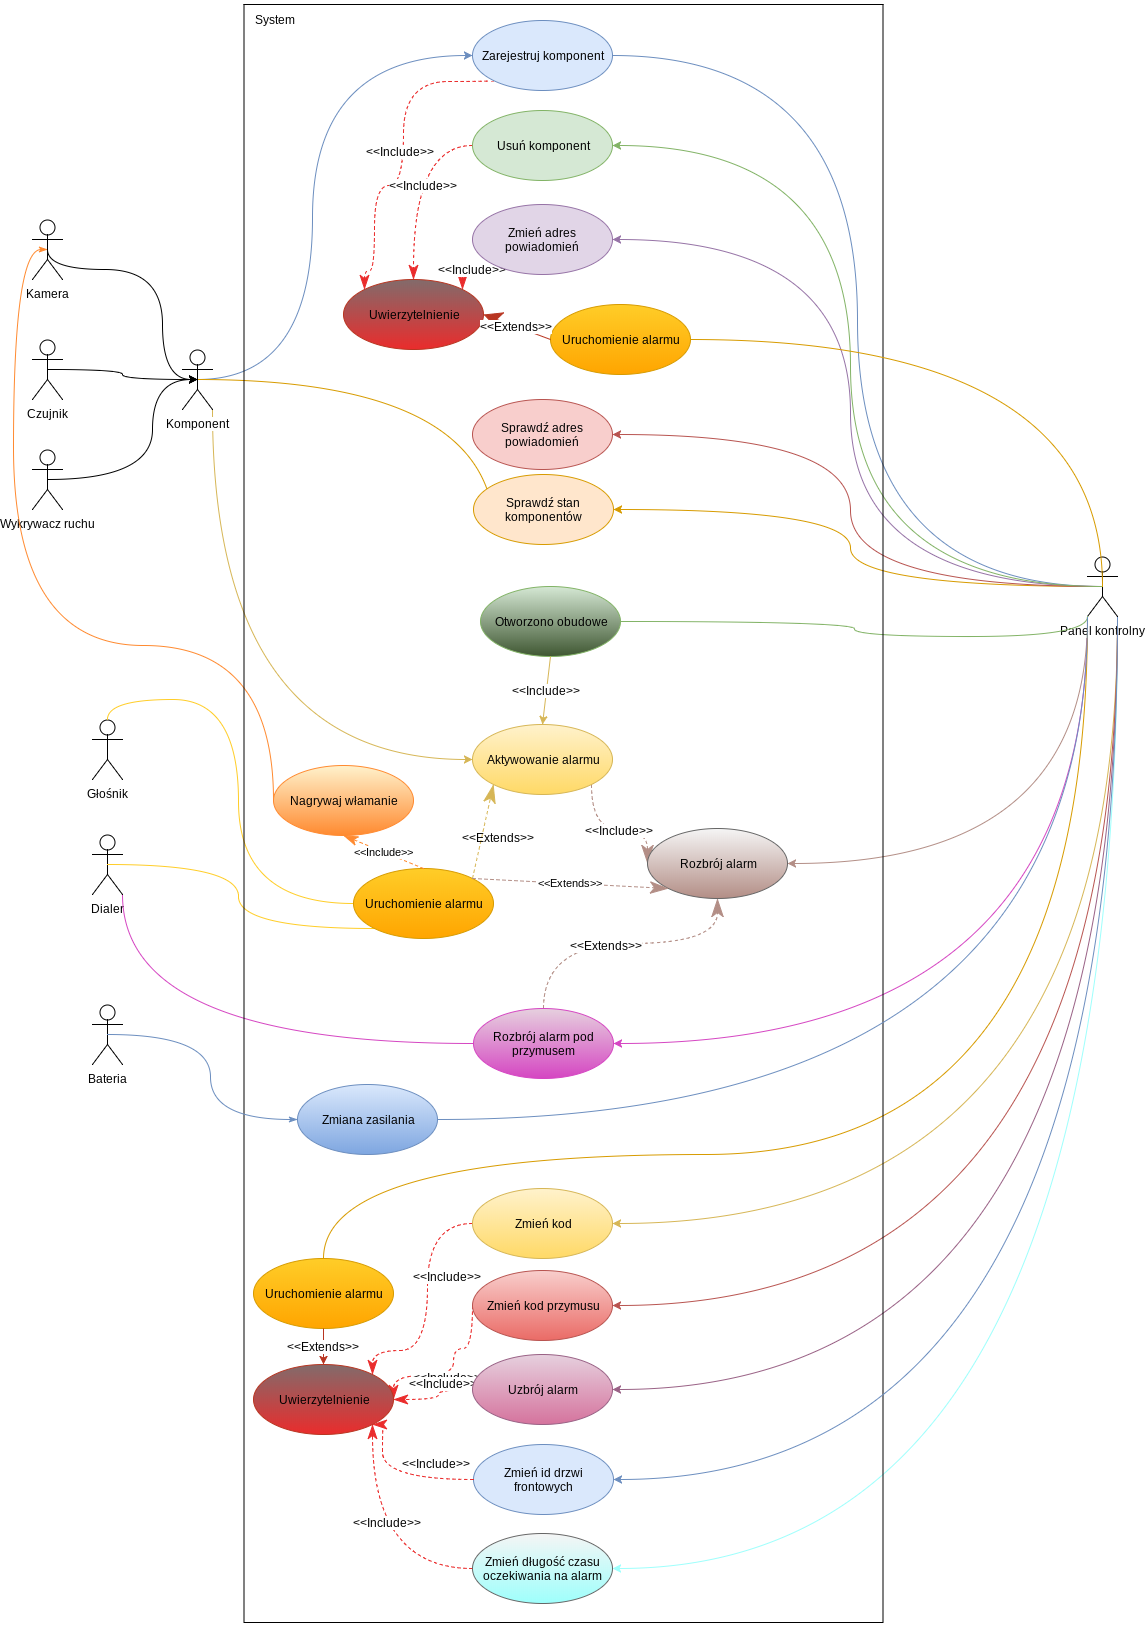 System
Zarejestruj komponent
<<Include>>
Usuń komponent
<<Include>>
Zmień adres
powiadomień
<<Include>>
Kamera
Uwierzytelnienie
<<Extends>>
Uruchomienie alarmu
Czujnik
Komponent
Sprawdź adres
powiadomień
Sprawdź stan
komponentów
Wykrywacz ruchu
Otworzono obudowe
Panel kontrolny
<<Include>>
Aktywowanie alarmu
Głośnik
Nagrywaj włamanie
<<Extends>>
<<Include>>
<<Include>>
Rozbrój alarm
<<Extends>>
Uruchomienie alarmu
Dialer
<<Extends>>
Rozbrój alarm pod
przymusem
Bateria
Zmiana zasilania
Zmień kod
<<Include>>
Uruchomienie alarmu
Zmień kod przymusu
<<Extends>>
<<Include>>
<<Include>>
Uwierzytelnienie
Uzbrój alarm
<<Include>>
Zmień id drzwi
frontowych
<<Include>>
Zmień długość czasu
oczekiwania na alarm